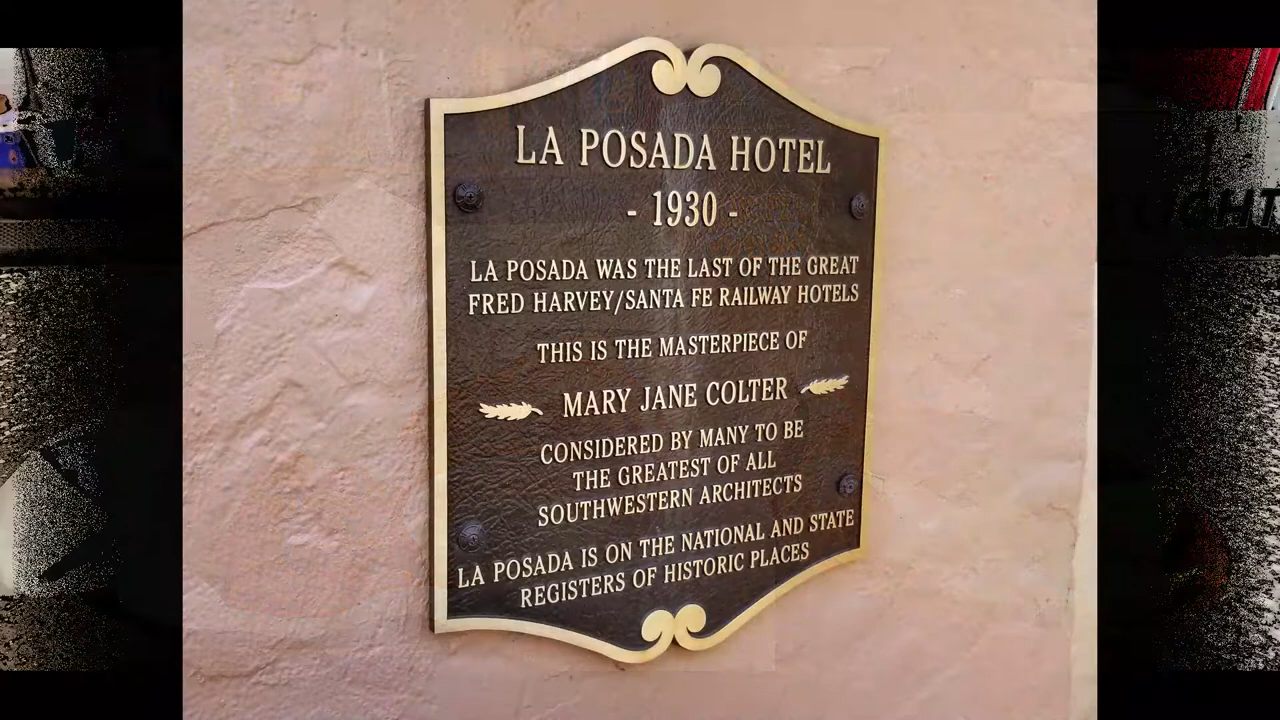 LA POSADA HOTEL
- 1930 -
LA POSADA WAS THE LAST OF THE GREAT
FRED HARVEY/SANTA FE RAILWAY HOTELS
THIS IS THE MASTERPIECE OF
MARY JANE COLTER
CONSIDERED BY MANY TO BE
THE GREATEST OF ALL
SOUTHWESTERN ARCHITECTS
LA POSADA IS ON THE NATIONAL AND STATE
REGISTERS OF HISTORIC PLACES